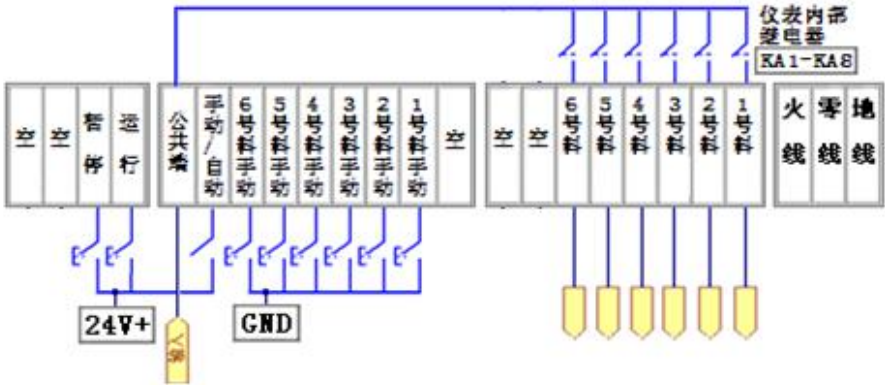 仪表内部
继电器
KA1-KA8
空
空
暂停
运行
公共端
手动/自动
6号料手动
5号料手动
4号料手动
3号料手动
2号料手动
1号料手动
空
空
空
6号料
5号料
4号料
3号料
2号料
1号料
火线
零线
地线
24V+
GND